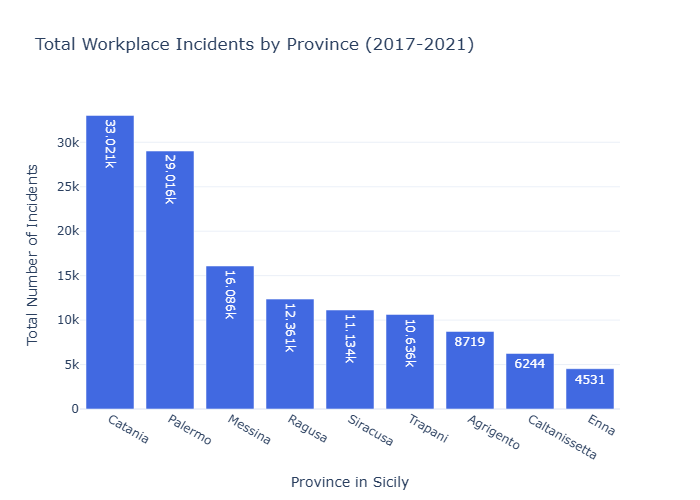 Total Workplace Incidents by Province (2017-2021)
Total Number of Incidents
30k
25k
20k
15k
10k
5k
0
33.021k
29.016k
16.086k
12.361k
11.134k
10.636k
8719
6244
4531
Catania
Palermo
Messina
Ragusa
Siracusa
Trapani
Agrigento
Caltanissetta
Enna
Province in Sicily